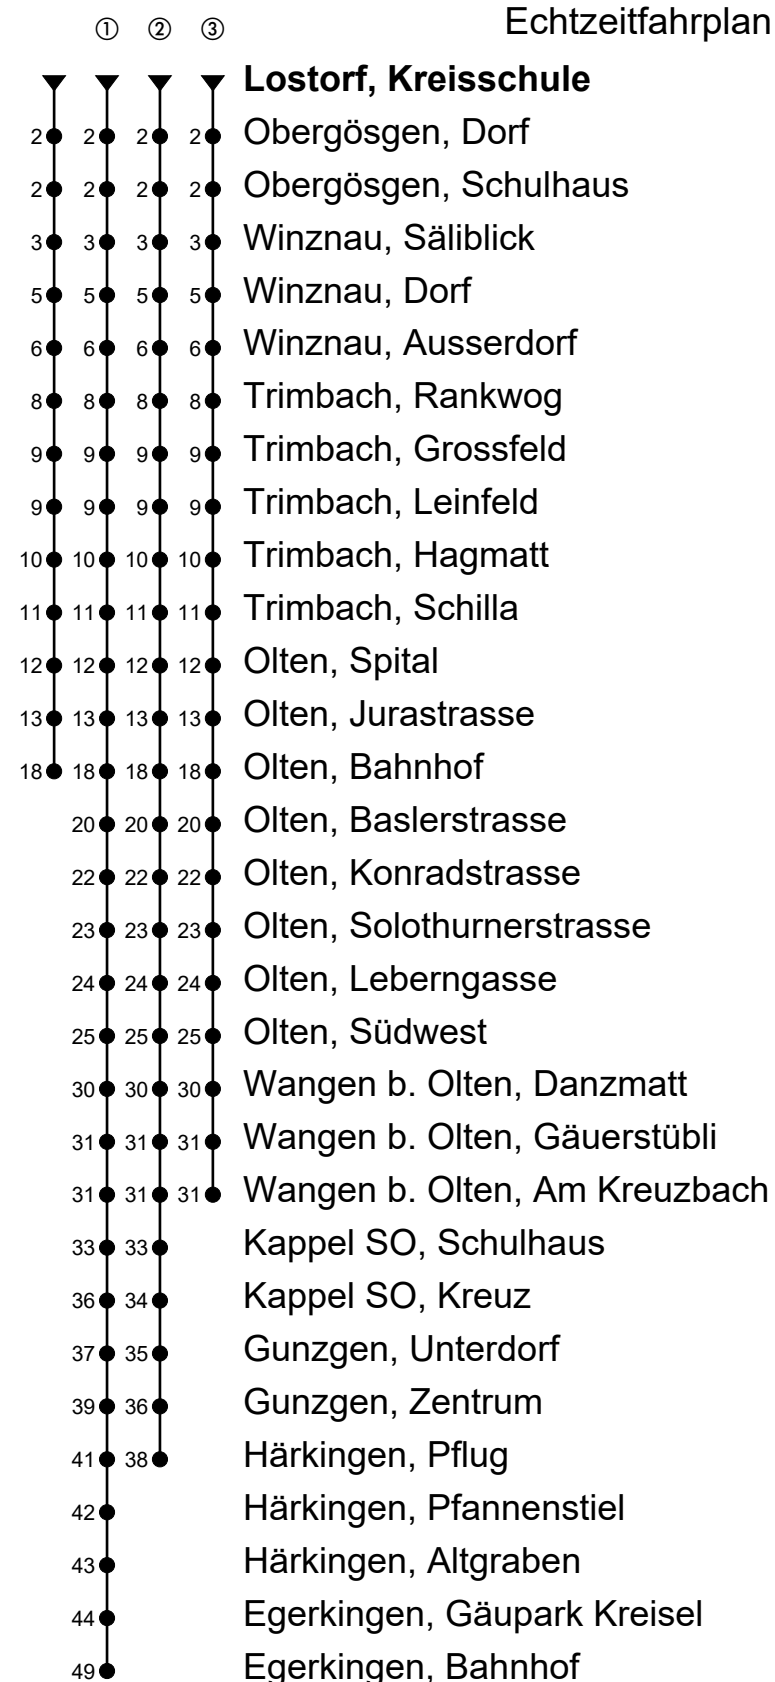 ① ② ③ Echtzeitfahrplan
Lostorf, Kreisschule
2 2 2 2 Obergösgen, Dorf
2 2 2 2 Obergösgen, Schulhaus
3 3 3 3 Winznau, Säliblick
5 5 5 5 Winznau, Dorf
6 6 6 6 Winznau, Ausserdorf
8 8 8 8 Trimbach, Rankwog
9 9 9 9 Trimbach, Grossfeld
9 9 9 9 Trimbach, Leinfeld
10 10 10 10 Trimbach, Hagmatt
11 11 11 11 Trimbach, Schilla
12 12 12 12 Olten, Spital
13 13 13 13 Olten, Jurastrasse
18 18 18 18 Olten, Bahnhof
20 20 20 Olten, Baslerstrasse
22 22 22 Olten, Konradstrasse
23 23 23 Olten, Solothurnerstrasse
24 24 24 Olten, Leberngasse
25 25 25 Olten, Südwest
30 30 30 Wangen b. Olten, Danzmatt
31 31 31 Wangen b. Olten, Gäuerstübli
31 31 31 Wangen b. Olten, Am Kreuzbach
33 33 Kappel SO, Schulhaus
36 34 Kappel SO, Kreuz
37 35 Gunzgen, Unterdorf
39 36 Gunzgen, Zentrum
41 38 Härkingen, Pflug
42 Härkingen, Pfannenstiel
43 Härkingen, Altgraben
44 Egerkingen, Gäupark Kreisel
49 Egerkingen, Bahnhof